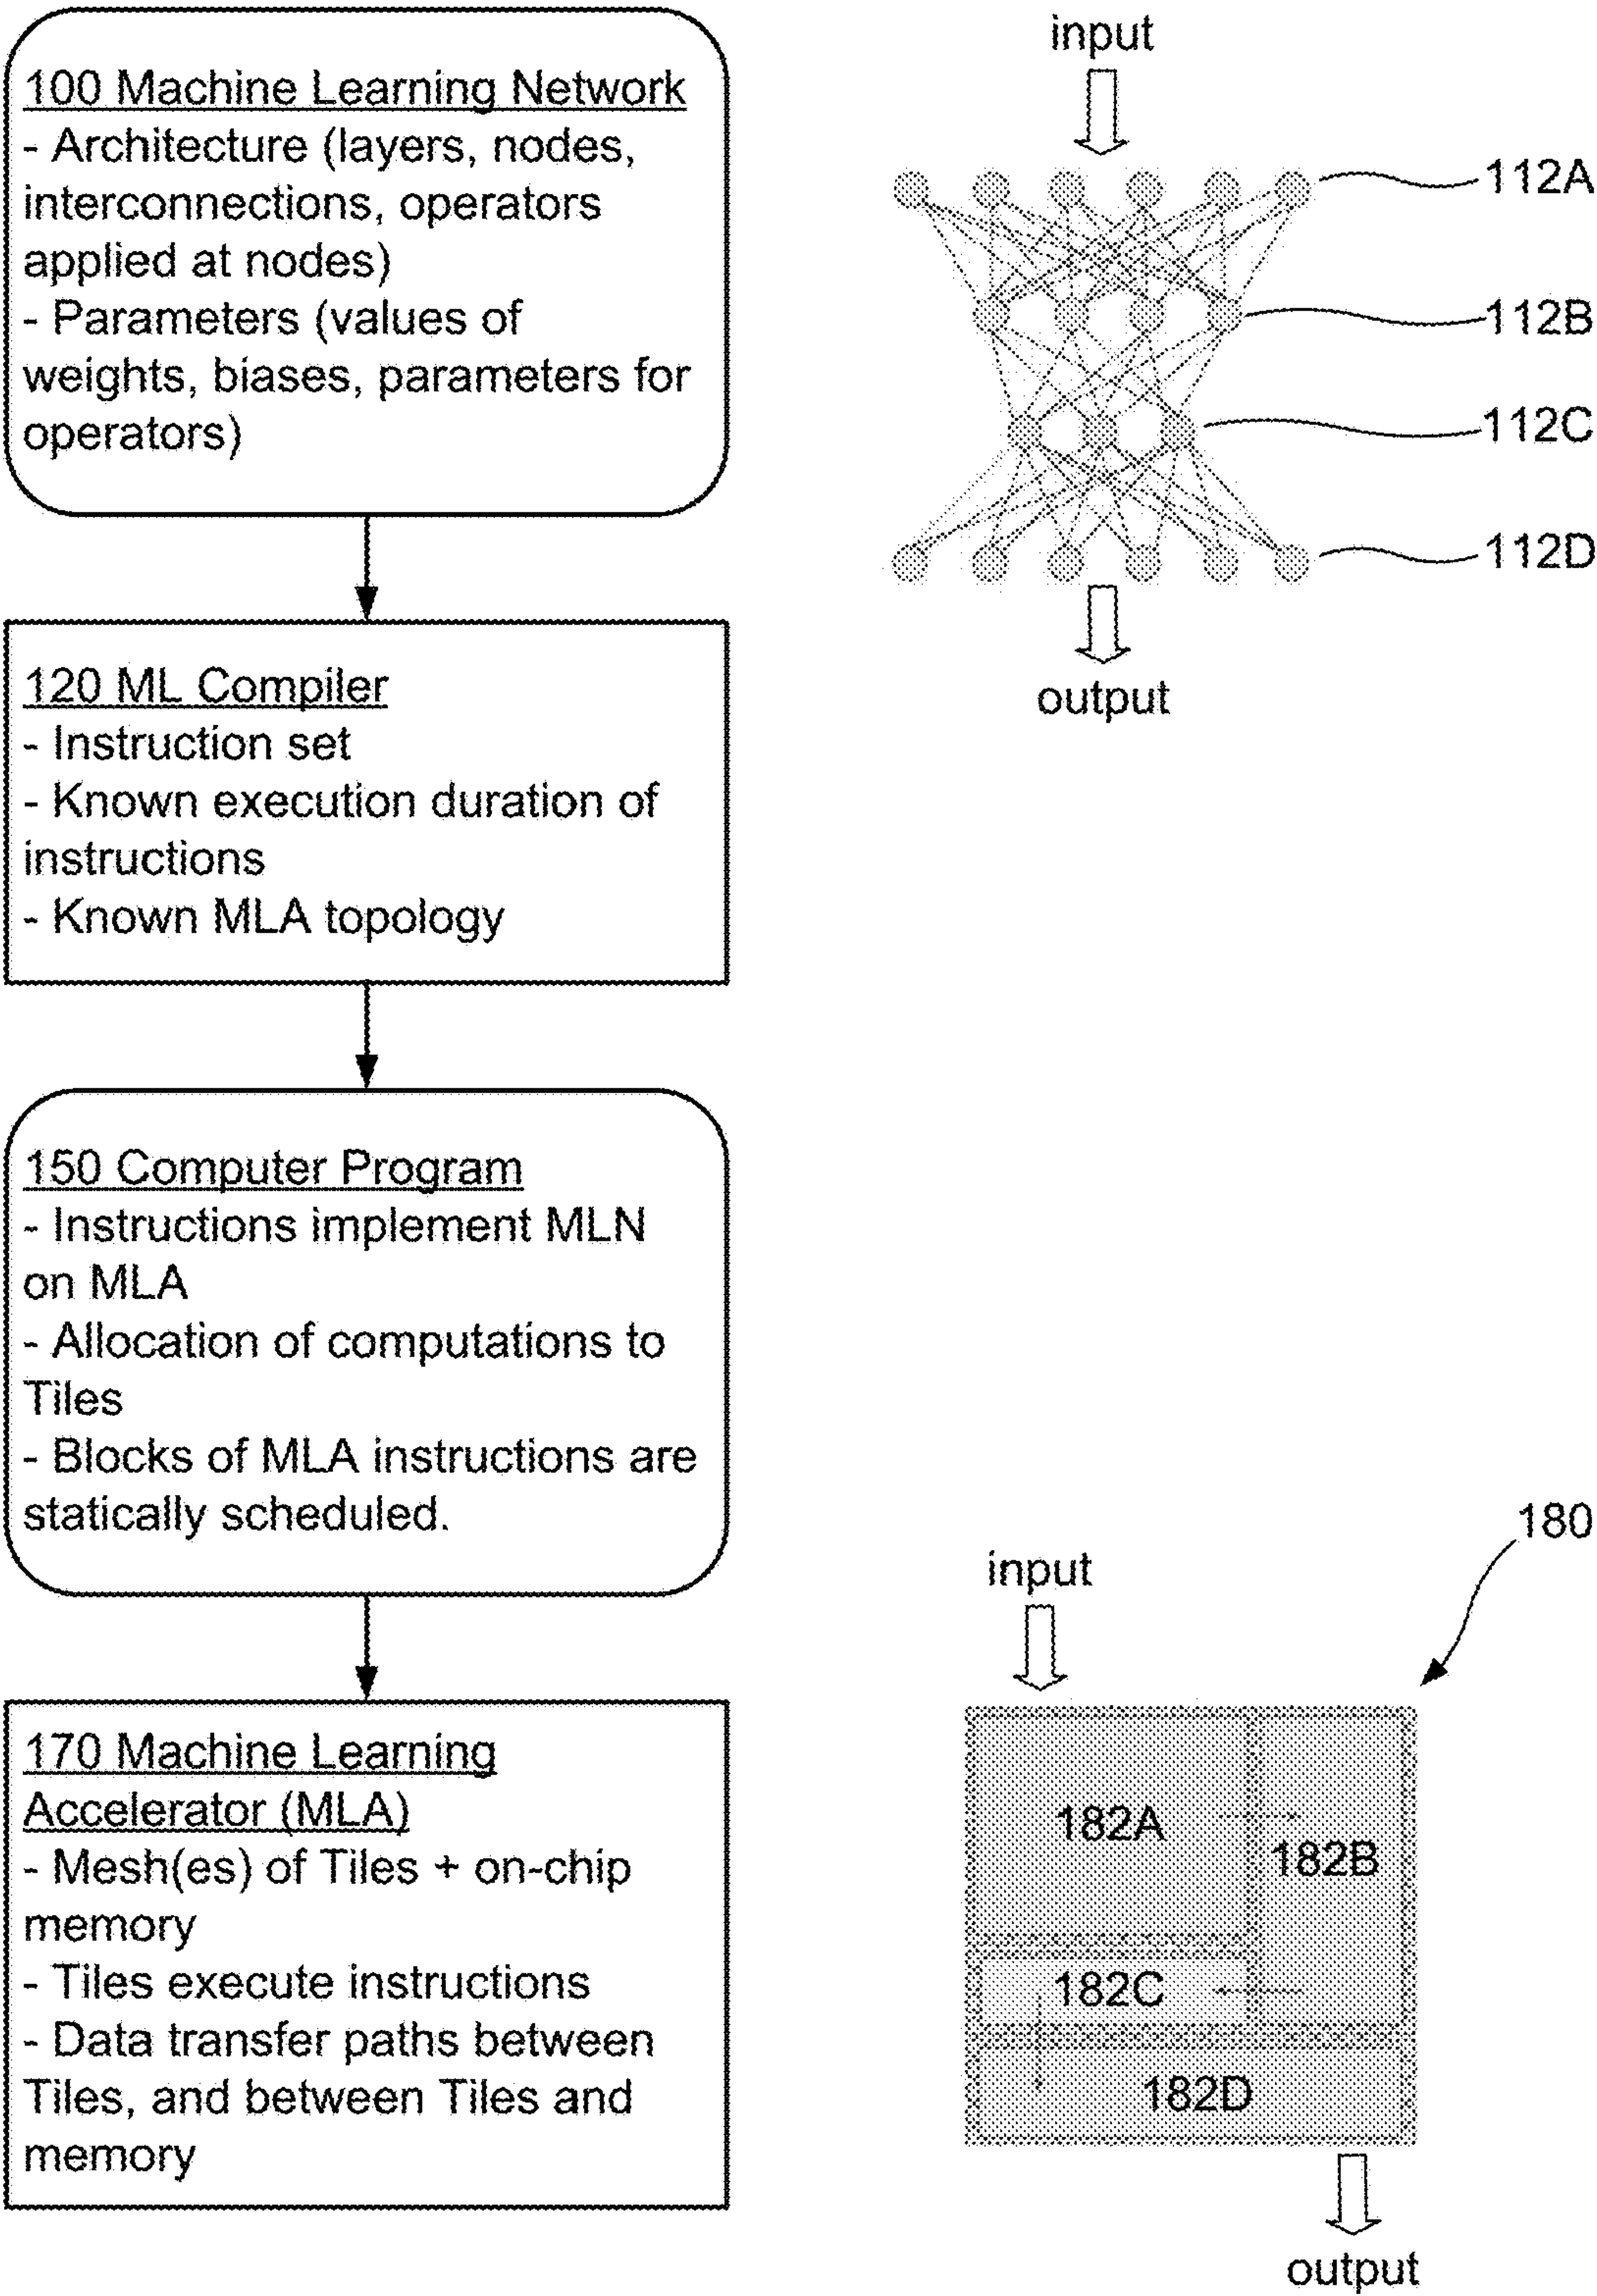 100 Machine Learning Network
- Architecture (layers, nodes,
interconnections, operators
applied at nodes)
- Parameters (values of
weights, biases, parameters for
operators)
120 ML Compiler
- Instruction set
- Known execution duration of
instructions
- Known MLA topology
150 Computer Program
- Instructions implement MLN
on MLA
- Allocation of computations to
Tiles
- Blocks of MLA instructions are
statically scheduled.
170 Machine Learning
Accelerator (MLA)
- Mesh(es) of Tiles + on-chip
memory
- Tiles execute instructions
- Data transfer paths between
Tiles, and between Tiles and
memory
input
112A
112B
112C
112D
output
180
input
182A
182B
182C
182D
output